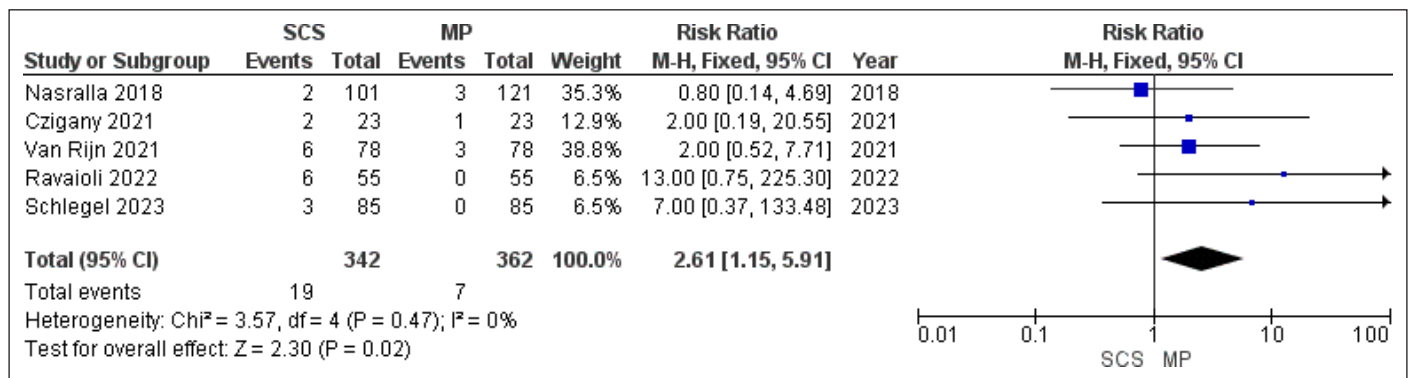 SCS MP Risk Ratio Risk Ratio
Study or Subgroup Events Total Events Total Weight M-H, Fixed, 95% CI Year M-H, Fixed, 95% CI
Nasralla 2018 2 101 3 121 35.3% 0.80 [0.14, 4.69] 2018
Czigany 2021 2 23 1 23 12.9% 2.00 [0.19, 20.55] 2021
Van Rijn 2021 6 78 3 78 38.8% 2.00 [0.52, 7.71] 2021
Ravaioli 2022 6 55 0 55 6.5% 13.00 [0.75, 225.30] 2022
Schlegel 2023 3 85 0 85 6.5% 7.00 [0.37, 133.48] 2023
Total (95% CI) 342 362 100.0% 2.61 [1.15, 5.91]
Total events 19 7
Heterogeneity: Chi² = 3.57, df = 4 (P = 0.47); I² = 0%
Test for overall effect: Z = 2.30 (P = 0.02)
0.01 0.1 1 10 100
SCS MP